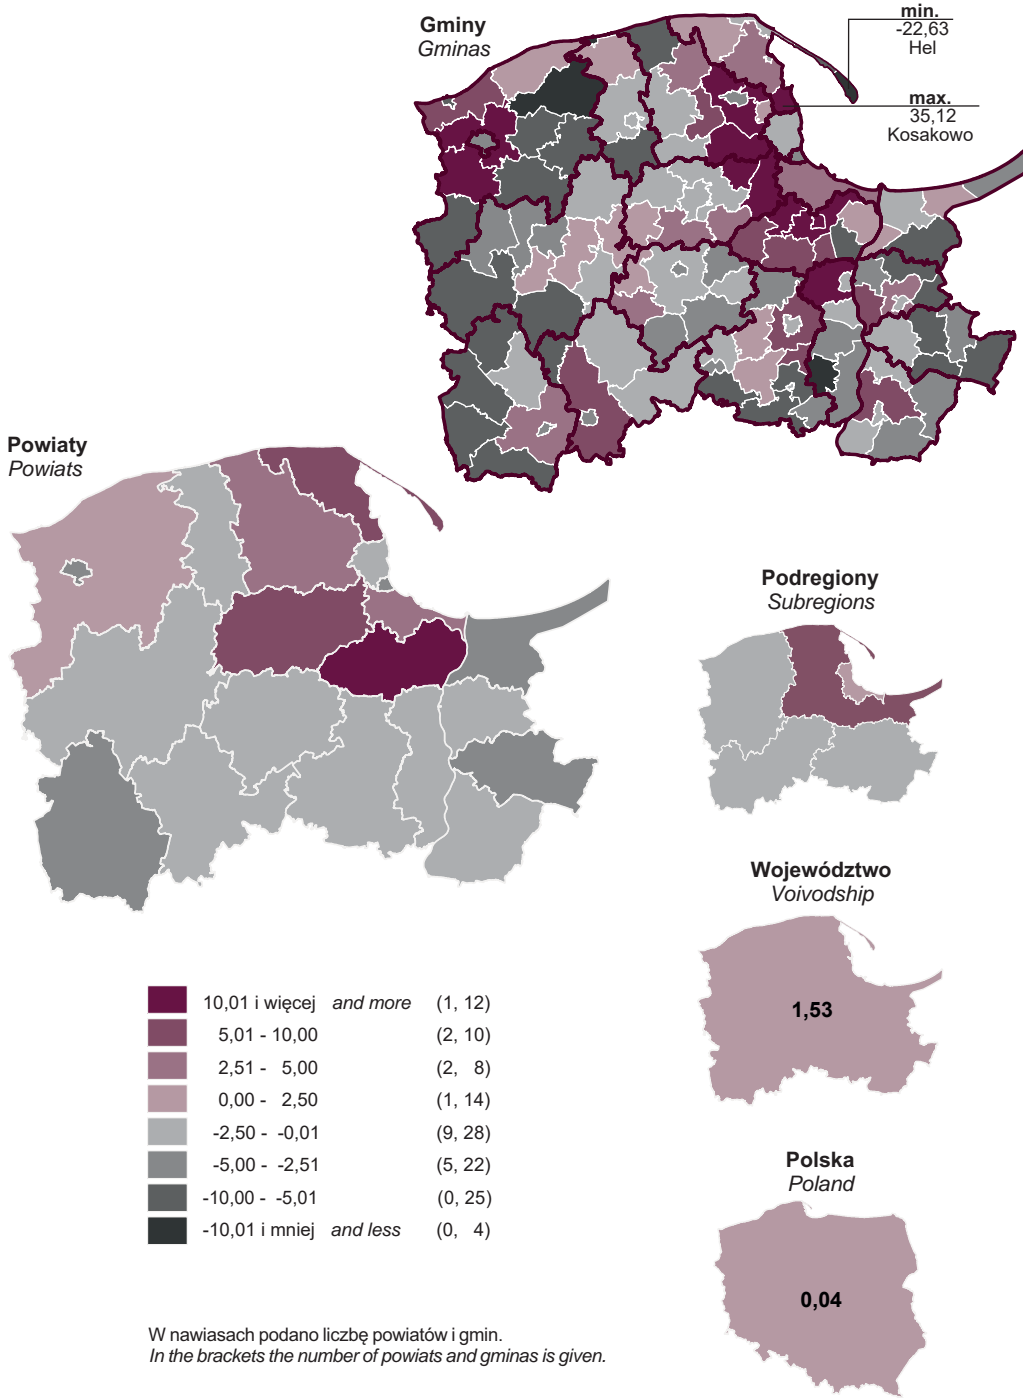 Gminy
Gminas
min.
-22,63
Hel
max.
35,12
Kosakowo
Powiaty
Powiats
Podregiony
Subregions
Województwo
Voivodship
1,53
Polska
Poland
0,04
10,01 i więcej and more (1, 12)
5,01 - 10,00 (2, 10)
2,51 - 5,00 (2, 8)
0,00 - 2,50 (1, 14)
-2,50 - -0,01 (9, 28)
-5,00 - -2,51 (5, 22)
-10,00 - -5,01 (0, 25)
-10,01 i mniej and less (0, 4)
W nawiasach podano liczbę powiatów i gmin.
In the brackets the number of powiats and gminas is given.